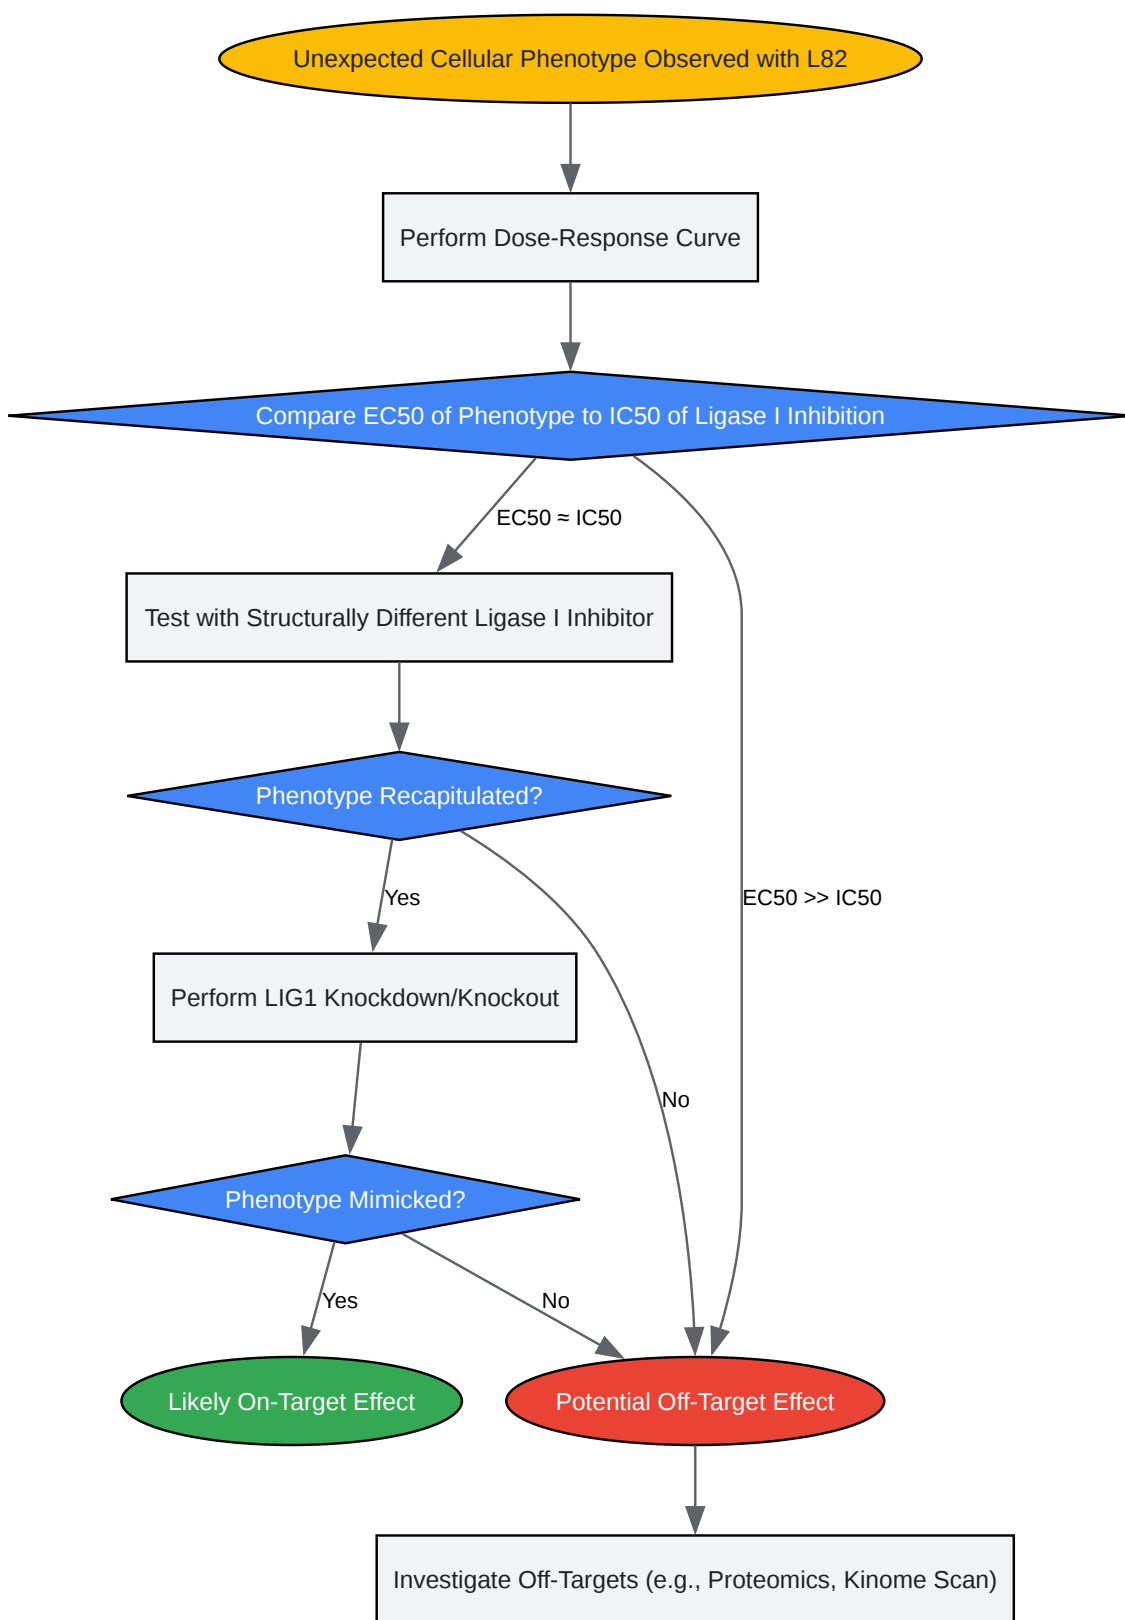 Unexpected Cellular Phenotype Observed with L82
Perform Dose-Response Curve
Compare EC50 of Phenotype to IC50 of Ligase I Inhibition
EC50 ≈ IC50
Test with Structurally Different Ligase I Inhibitor
Phenotype Recapitulated?
Yes
EC50 >> IC50
Perform LIG1 Knockdown/Knockout
No
Phenotype Mimicked?
Yes
No
Likely On-Target Effect
Potential Off-Target Effect
Investigate Off-Targets (e.g., Proteomics, Kinome Scan)